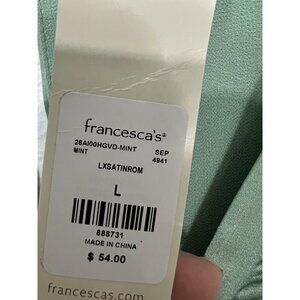 francesca's®
26AI00HGVD-MINT SEP
MINT 4941
LXSATINROM
L
888731
MADE IN CHINA
$ 54.00
francescas.com